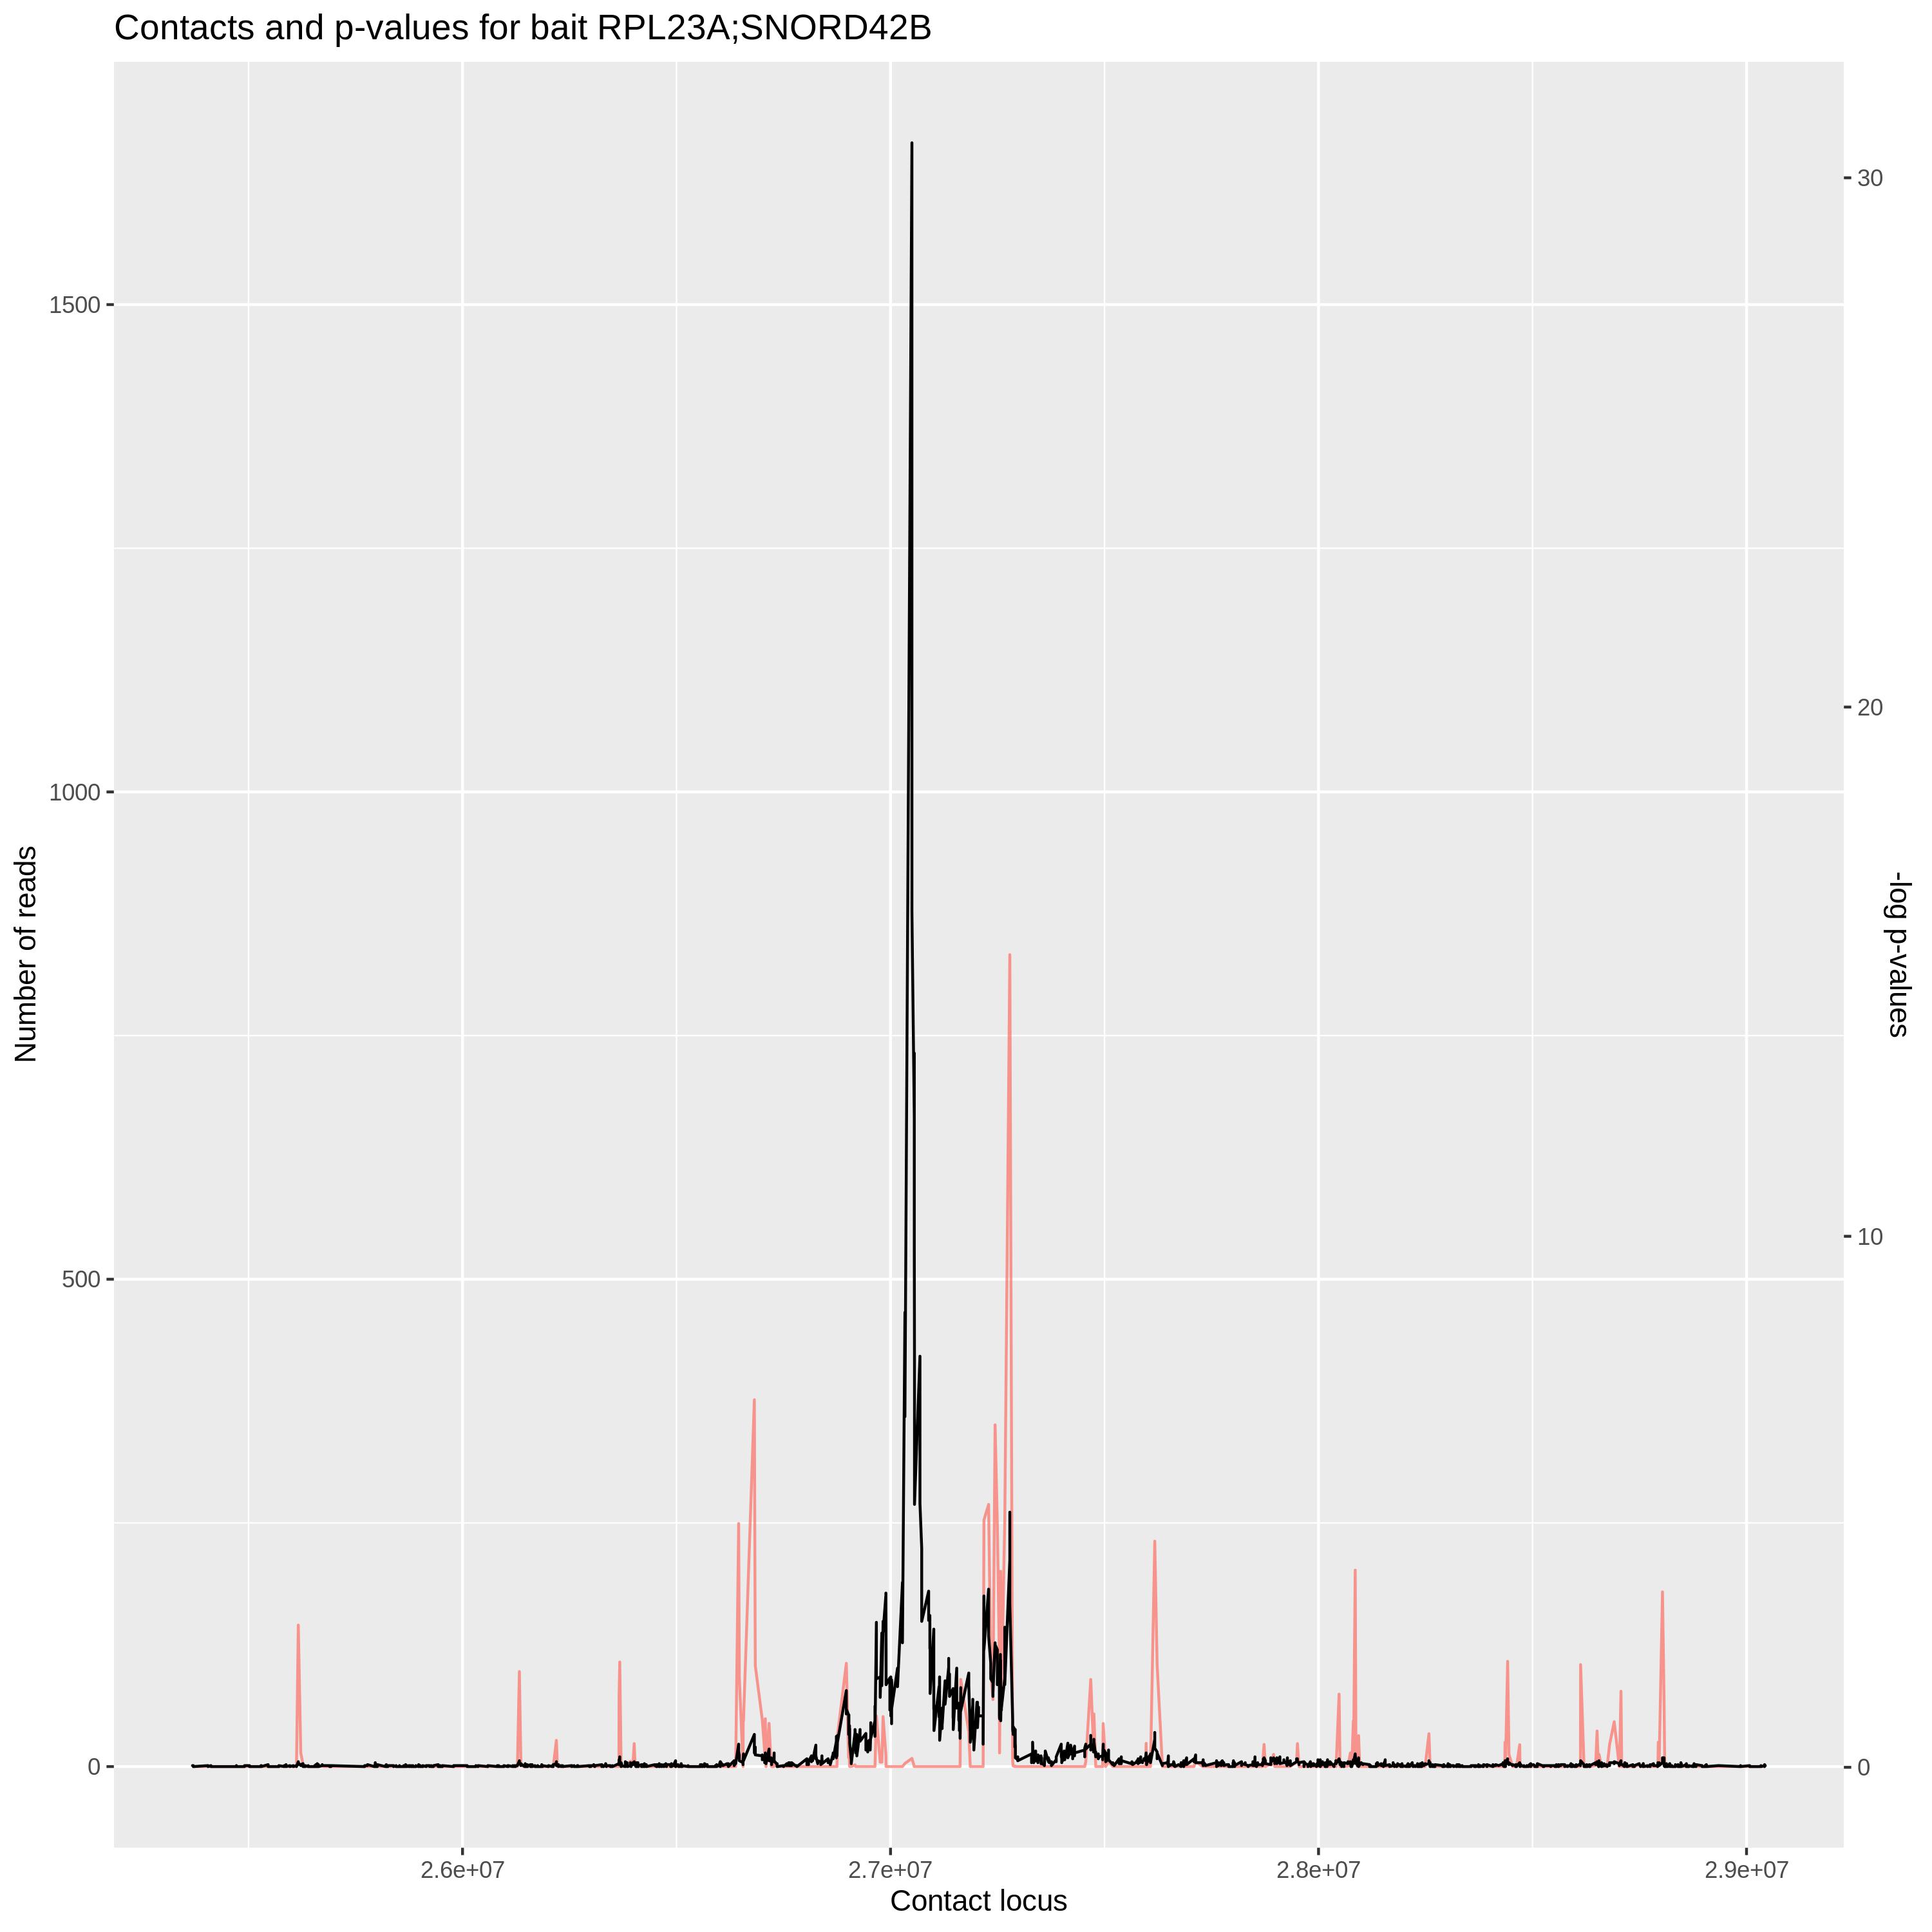 Contacts and p-values for bait RPL23A;SNORD42B
Number of reads
1500
1000
500
0
30
20
10
0
-log p-values
2.6e+07
2.7e+07
2.8e+07
2.9e+07
Contact locus